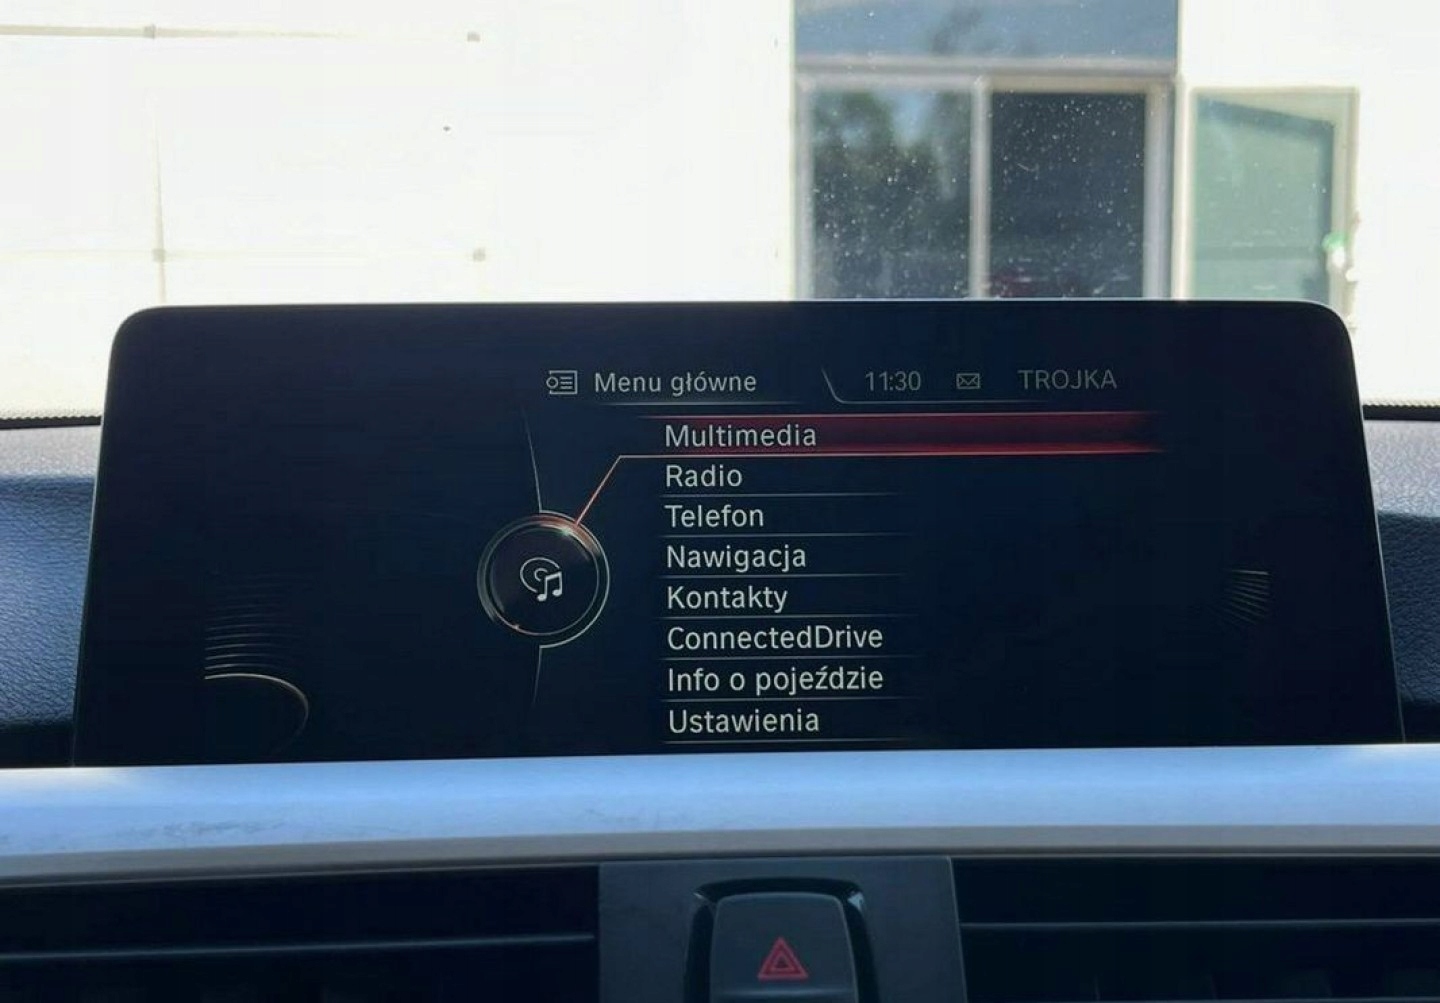 Menu główne 11:30 TROJKA
Multimedia
Radio
Telefon
Nawigacja
Kontakty
ConnectedDrive
Info o pojeździe
Ustawienia